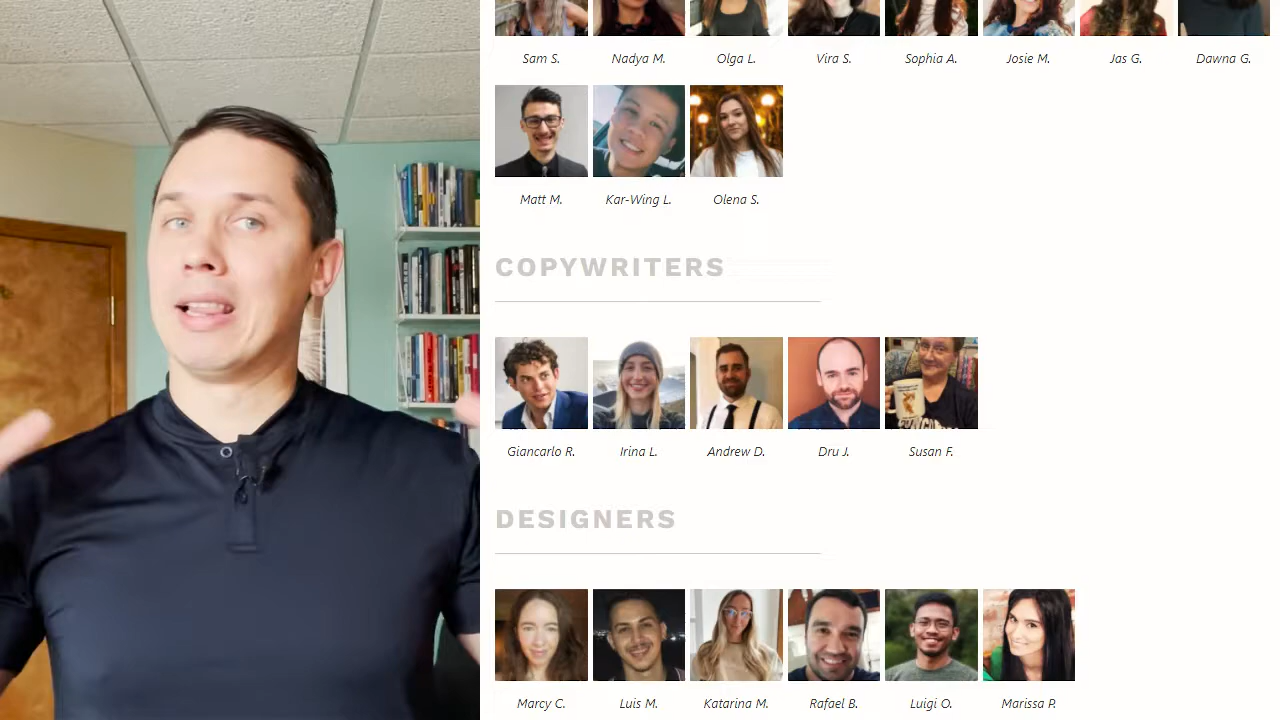 Sam S. Nadya M. Olga L. Vira S. Sophia A. Josie M. Jas G. Dawna G.
Matt M. Kar-Wing L. Olena S.
COPYWRITERS
Giancarlo R. Irina L. Andrew D. Dru J. Susan F.
DESIGNERS
Marcy C. Luis M. Katarina M. Rafael B. Luigi O. Marissa P.